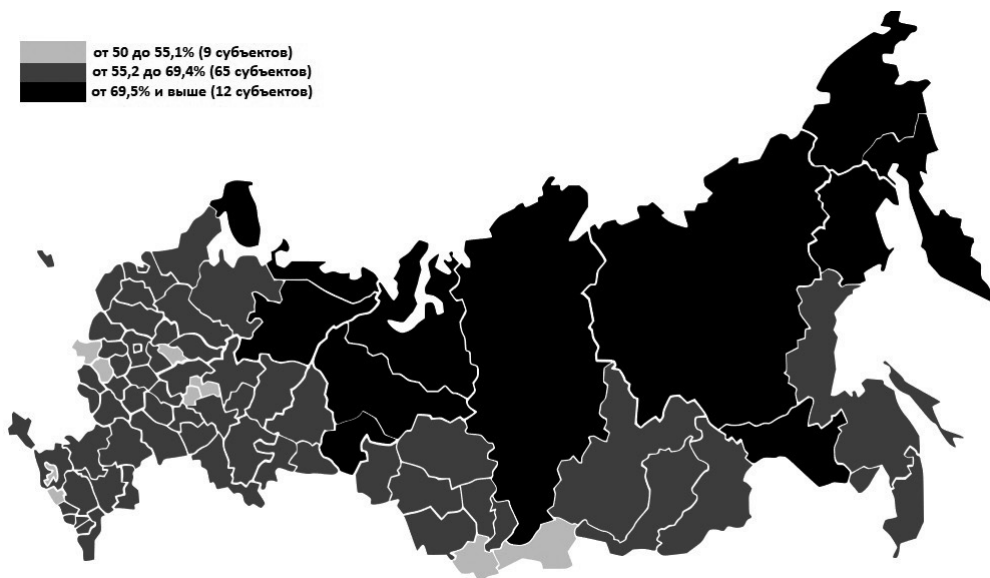 от 50 до 55,1% (9 субъектов)
от 55,2 до 69,4% (65 субъектов)
от 69,5% и выше (12 субъектов)